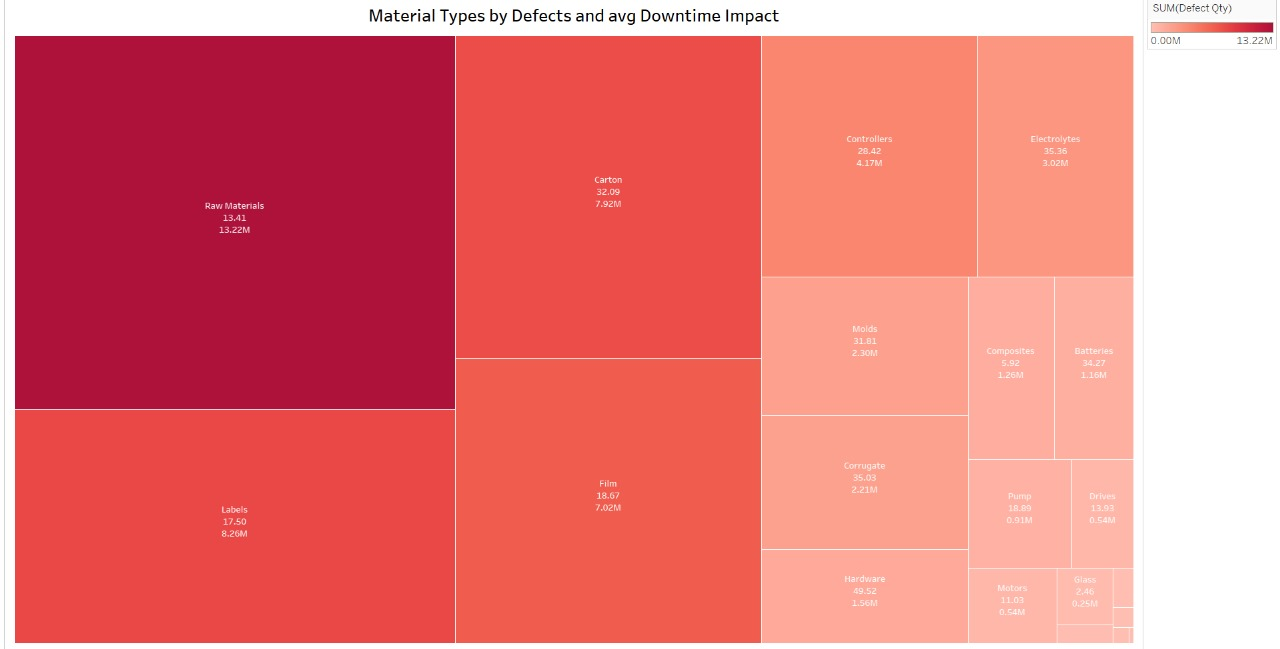 Material Types by Defects and avg Downtime Impact
SUM(Defect Qty)
0.00M 13.22M
Raw Materials
13.41
13.22M
Labels
17.50
8.26M
Carton
32.09
7.92M
Film
18.67
7.02M
Controllers
28.42
4.17M
Electrolytes
35.36
3.02M
Molds
31.81
2.30M
Corrugate
35.03
2.21M
Hardware
49.52
1.56M
Composites
5.92
1.26M
Batteries
34.27
1.16M
Pump
18.89
0.91M
Drives
13.93
0.54M
Motors
11.03
0.54M
Glass
2.46
0.25M